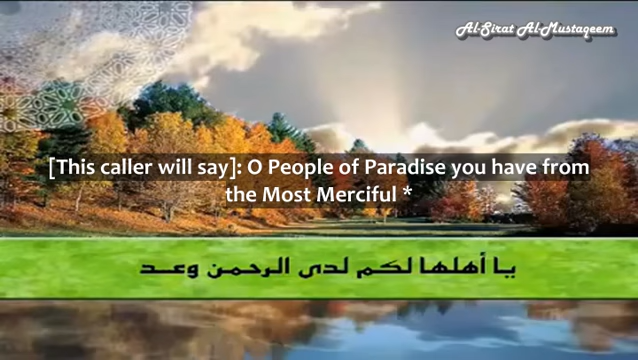 Al-Sirat Al-Mustaqeem
[This caller will say]: O People of Paradise you have from
the Most Merciful *
يا أهلها لكم لدى الرحمن وعـد